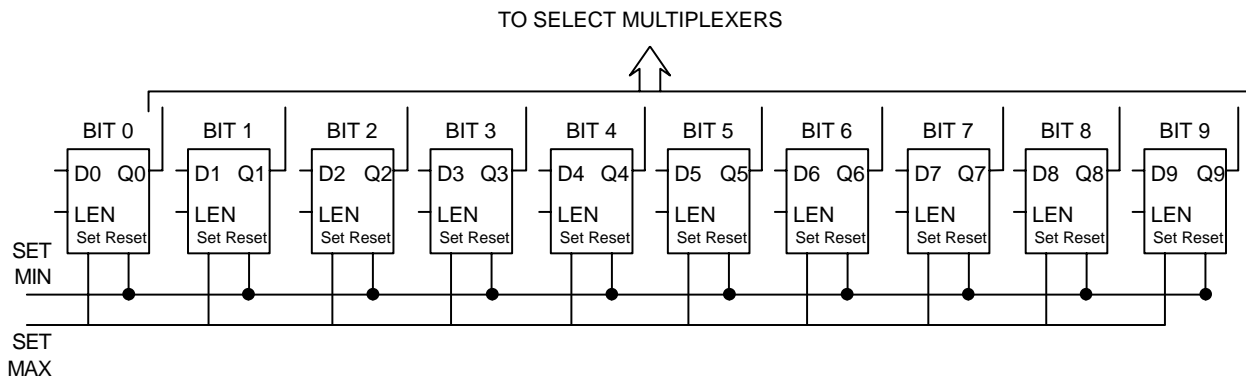 TO SELECT MULTIPLEXERS
BIT 0 BIT 1 BIT 2 BIT 3 BIT 4 BIT 5 BIT 6 BIT 7 BIT 8 BIT 9
D0 Q0 D1 Q1 D2 Q2 D3 Q3 D4 Q4 D5 Q5 D6 Q6 D7 Q7 D8 Q8 D9 Q9
LEN LEN LEN LEN LEN LEN LEN LEN LEN LEN
Set Reset Set Reset Set Reset Set Reset Set Reset Set Reset Set Reset Set Reset Set Reset Set Reset
SET
MIN
SET
MAX